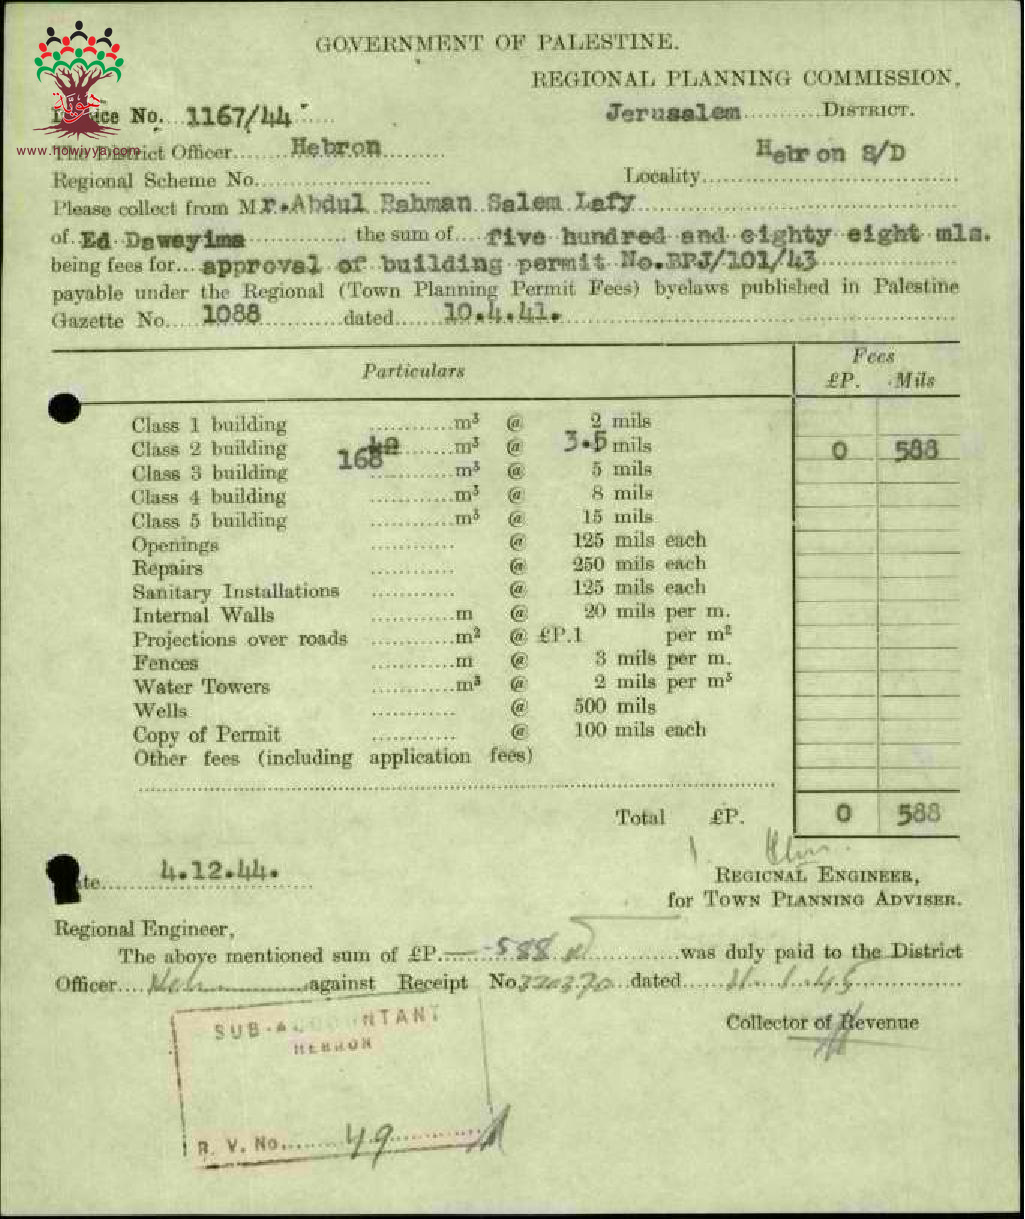 GOVERNMENT OF PALESTINE.
REGIONAL PLANNING COMMISSION,
No. 1167/44 Jerusalem DISTRICT.
www.howiyya.com
The District Officer Hebron Hebron S/D
Regional Scheme No. Locality
Please collect from Mr. Abdul Rahman Salem Lafy
of Ed Dawayima the sum of five hundred and eighty eight mls.
being fees for approval of building permit No.BPJ/101/43
payable under the Regional (Town Planning Permit Fees) byelaws published in Palestine
Gazette No. 1088 dated 10.4.41.
Particulars Fees
£P. Mils
Class 1 building m³ @ 2 mils
Class 2 building 168 m³ @ 3.5 mils 0 588
Class 3 building m³ @ 5 mils
Class 4 building m³ @ 8 mils
Class 5 building m³ @ 15 mils
Openings @ 125 mils each
Repairs @ 250 mils each
Sanitary Installations @ 125 mils each
Internal Walls m @ 20 mils per m.
Projections over roads m² @ £P.1 per m²
Fences m @ 3 mils per m.
Water Towers m³ @ 2 mils per m³
Wells @ 500 mils
Copy of Permit @ 100 mils each
Other fees (including application fees)
Total £P. 0 588
4.12.44.
REGIONAL ENGINEER,
for TOWN PLANNING ADVISER.
Regional Engineer,
The above mentioned sum of £P. -588 was duly paid to the District
Officer against Receipt No 320370 dated 11.1.45
Collector of Revenue
SUB-ACCOUNTANT
HEBRON
R. V. No. 49